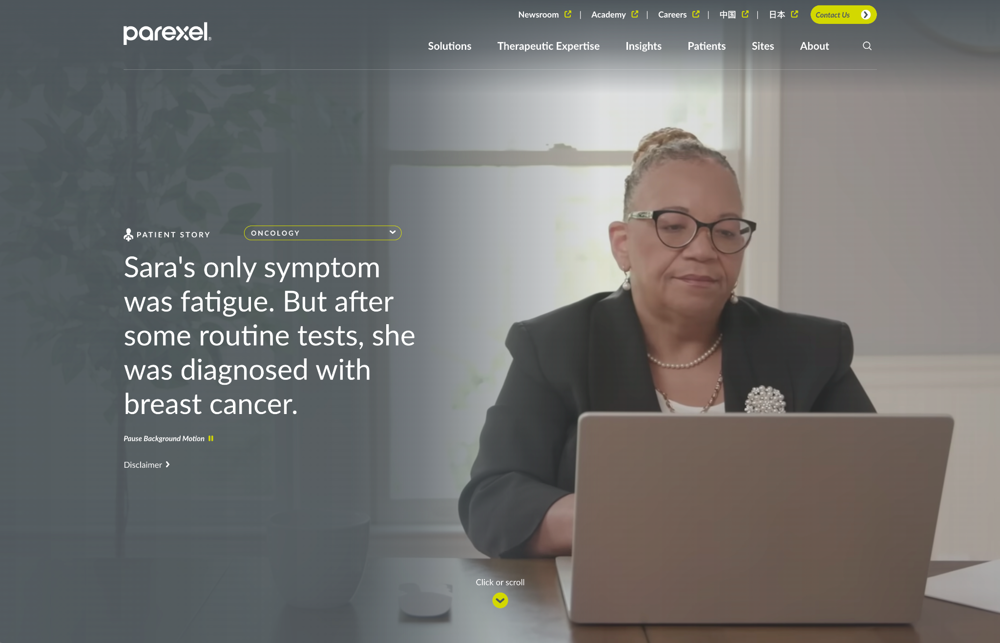 Newsroom | Academy | Careers | 中国 | 日本 Contact Us
parexel®
Solutions Therapeutic Expertise Insights Patients Sites About
PATIENT STORY ONCOLOGY
Sara's only symptom
was fatigue. But after
some routine tests, she
was diagnosed with
breast cancer.
Pause Background Motion
Disclaimer
Click or scroll